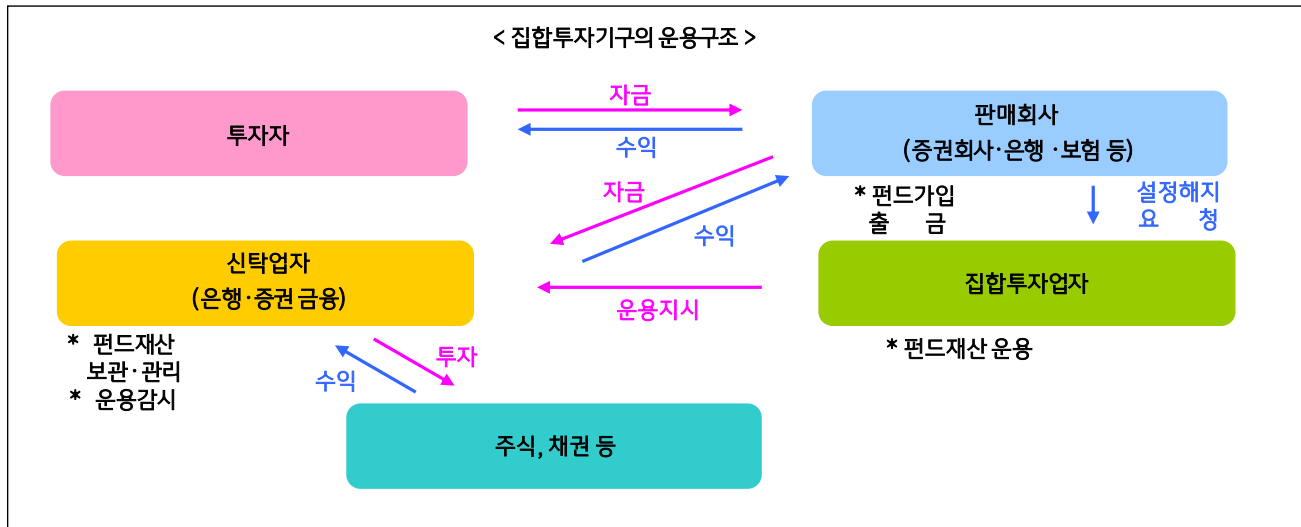 < 집합투자기구의 운용구조 >
투자자
자금
수익
판매회사
(증권회사·은행 ·보험 등)
자금
수익
* 펀드가입
출 금
설정해지
요 청
신탁업자
(은행·증권 금융)
운용지시
집합투자업자
* 펀드재산
보관·관리
* 운용감시
투자
수익
* 펀드재산 운용
주식, 채권 등